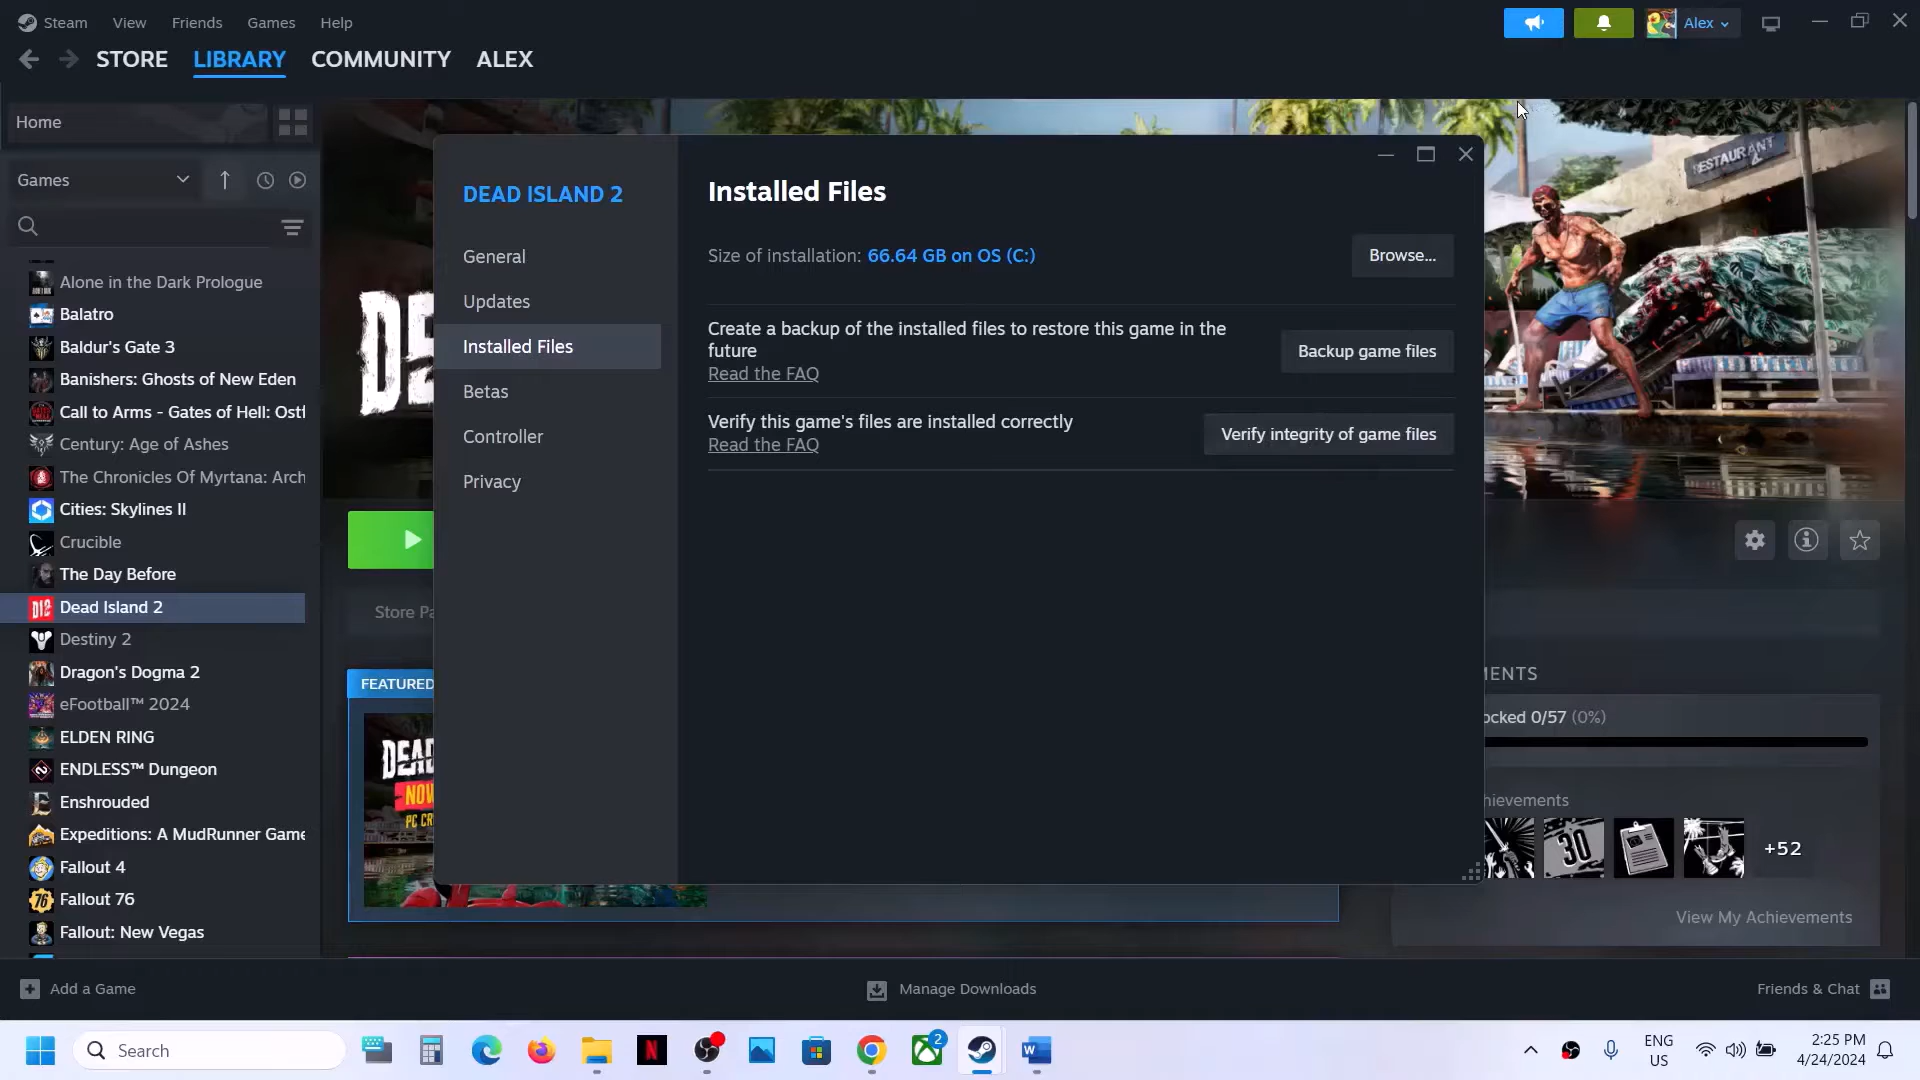 Steam View Friends Games Help
Alex
STORE LIBRARY COMMUNITY ALEX
Home
Games
Alone in the Dark Prologue
Balatro
Baldur's Gate 3
Banishers: Ghosts of New Eden
Call to Arms - Gates of Hell: Ostf
Century: Age of Ashes
The Chronicles Of Myrtana: Arch
Cities: Skylines II
Crucible
The Day Before
Dead Island 2
Destiny 2
Dragon's Dogma 2
eFootball™ 2024
ELDEN RING
ENDLESS™ Dungeon
Enshrouded
Expeditions: A MudRunner Game
Fallout 4
Fallout 76
Fallout: New Vegas
RESTAURANT
DEAD ISLAND 2
General
Updates
Installed Files
Betas
Controller
Privacy
Installed Files
Size of installation: 66.64 GB on OS (C:)
Browse...
Create a backup of the installed files to restore this game in the
future
Read the FAQ
Backup game files
Verify this game's files are installed correctly
Read the FAQ
Verify integrity of game files
DE
Store Pa
FEATURED
DEAD
NOW
PC CR
MENTS
ocked 0/57 (0%)
hievements
30
+52
View My Achievements
Add a Game
Manage Downloads
Friends & Chat
Search
N
2
W
ENG
US
2:25 PM
4/24/2024